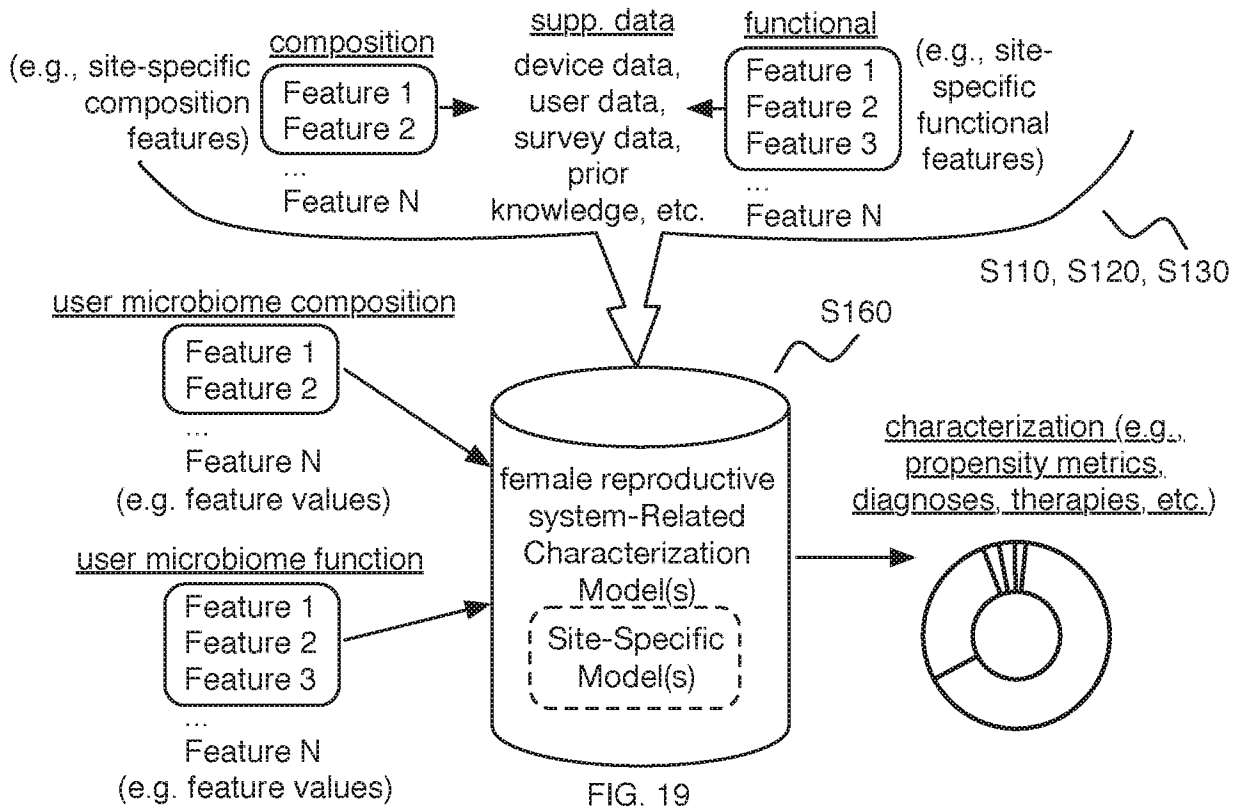 composition
(e.g., site-specific
composition
features)
Feature 1
Feature 2
...
Feature N
supp. data
device data,
user data,
survey data,
prior
knowledge, etc.
functional
Feature 1
Feature 2
Feature 3
...
Feature N
(e.g., site-
specific
functional
features)
S110, S120, S130
user microbiome composition
Feature 1
Feature 2
...
Feature N
(e.g. feature values)
user microbiome function
Feature 1
Feature 2
Feature 3
...
Feature N
(e.g. feature values)
S160
female reproductive
system-Related
Characterization
Model(s)
Site-Specific
Model(s)
characterization (e.g.,
propensity metrics,
diagnoses, therapies, etc.)
FIG. 19